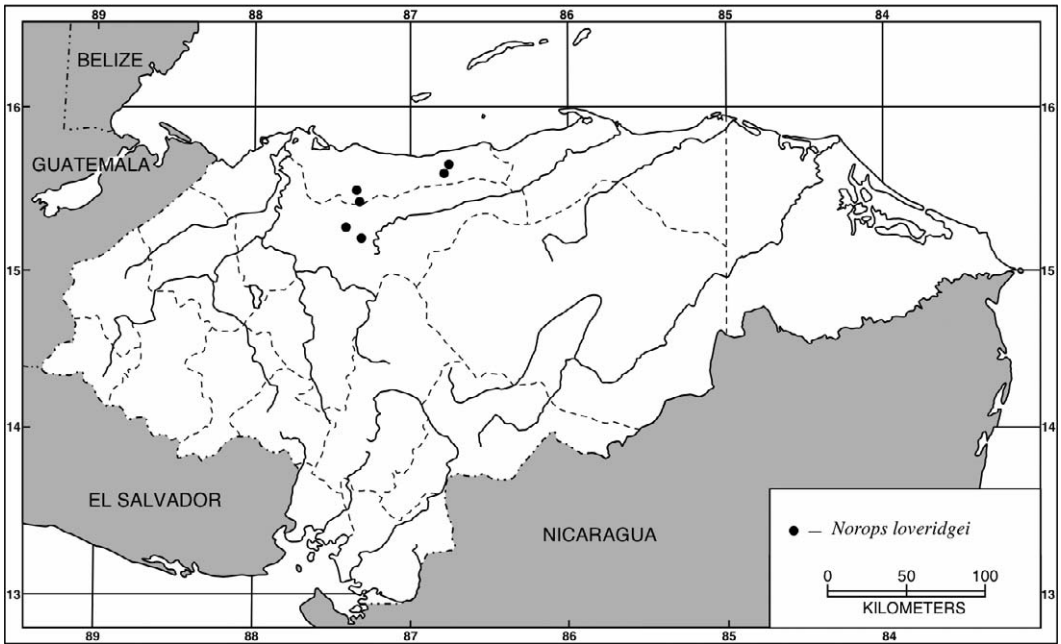 89 88 87 86 85 84
BELIZE
16 16
GUATEMALA
15 15
14 14
EL SALVADOR
NICARAGUA
● – Norops loveridgei
0 50 100
KILOMETERS
13 13
89 88 87 86 85 84